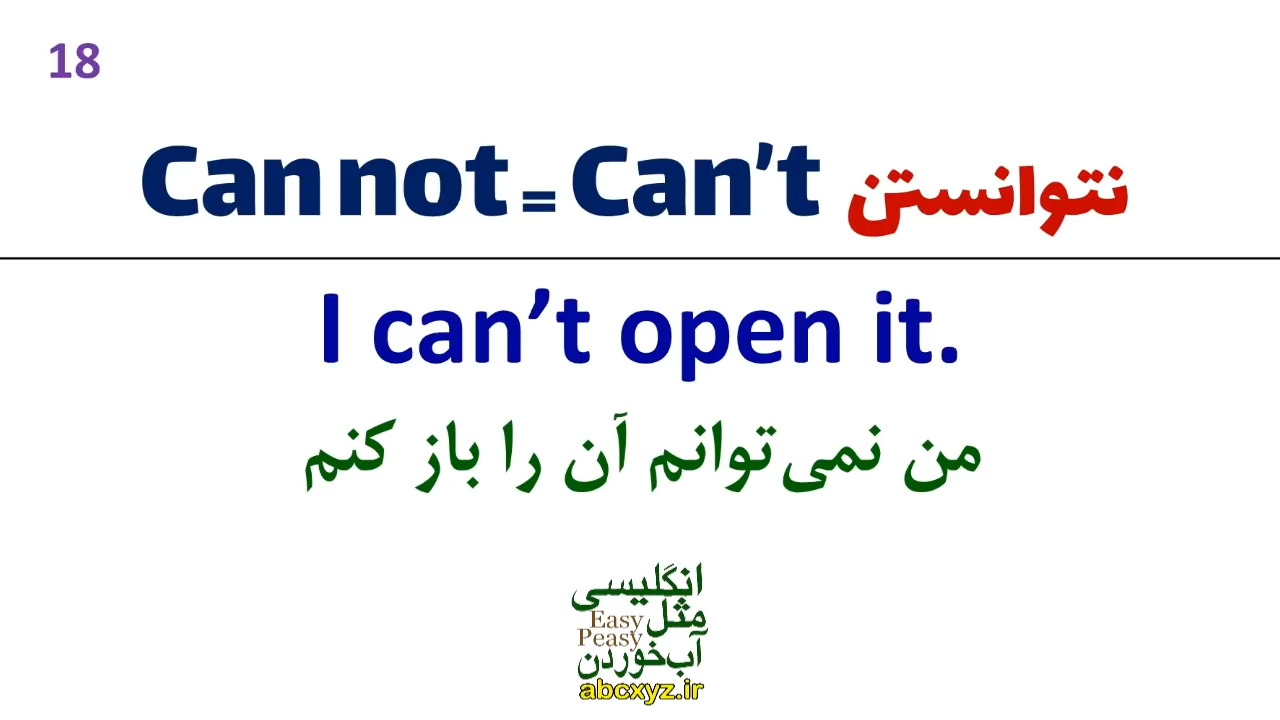 18
Can not = Can’t نتوانستن
I can’t open it.
من نمی‌توانم آن را باز کنم
انگلیسی
مثل
Easy
Peasy
آب‌خوردن
abcxyz.ir